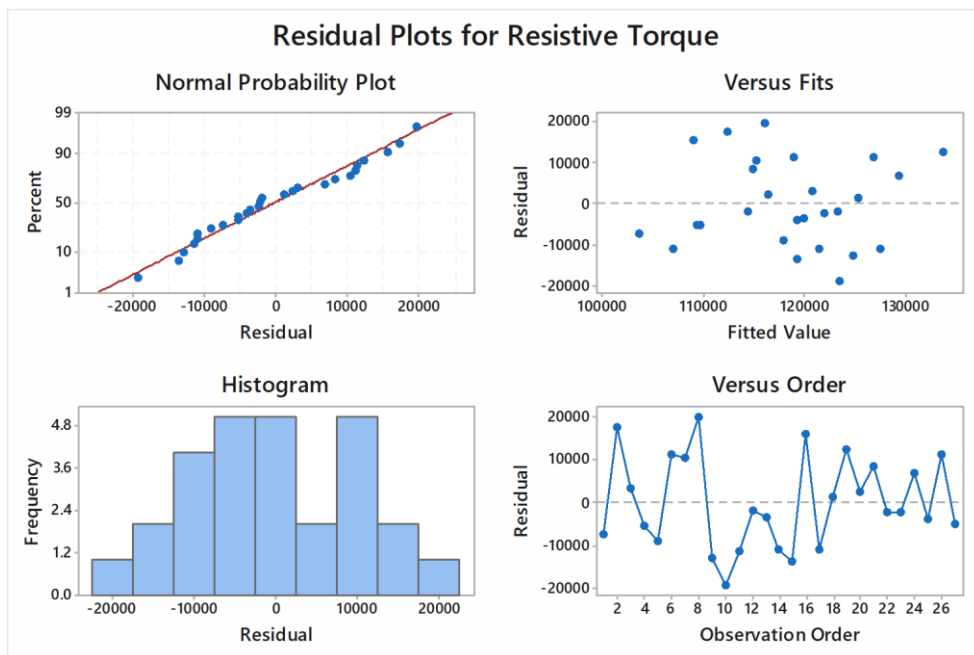 Residual Plots for Resistive Torque
Normal Probability Plot
99
90
50
10
1
Percent
-20000 -10000 0 10000 20000
Residual
Versus Fits
20000
10000
0
-10000
-20000
Residual
100000 110000 120000 130000
Fitted Value
Histogram
4.8
3.6
2.4
1.2
0.0
Frequency
-20000 -10000 0 10000 20000
Residual
Versus Order
20000
10000
0
-10000
-20000
Residual
2 4 6 8 10 12 14 16 18 20 22 24 26
Observation Order